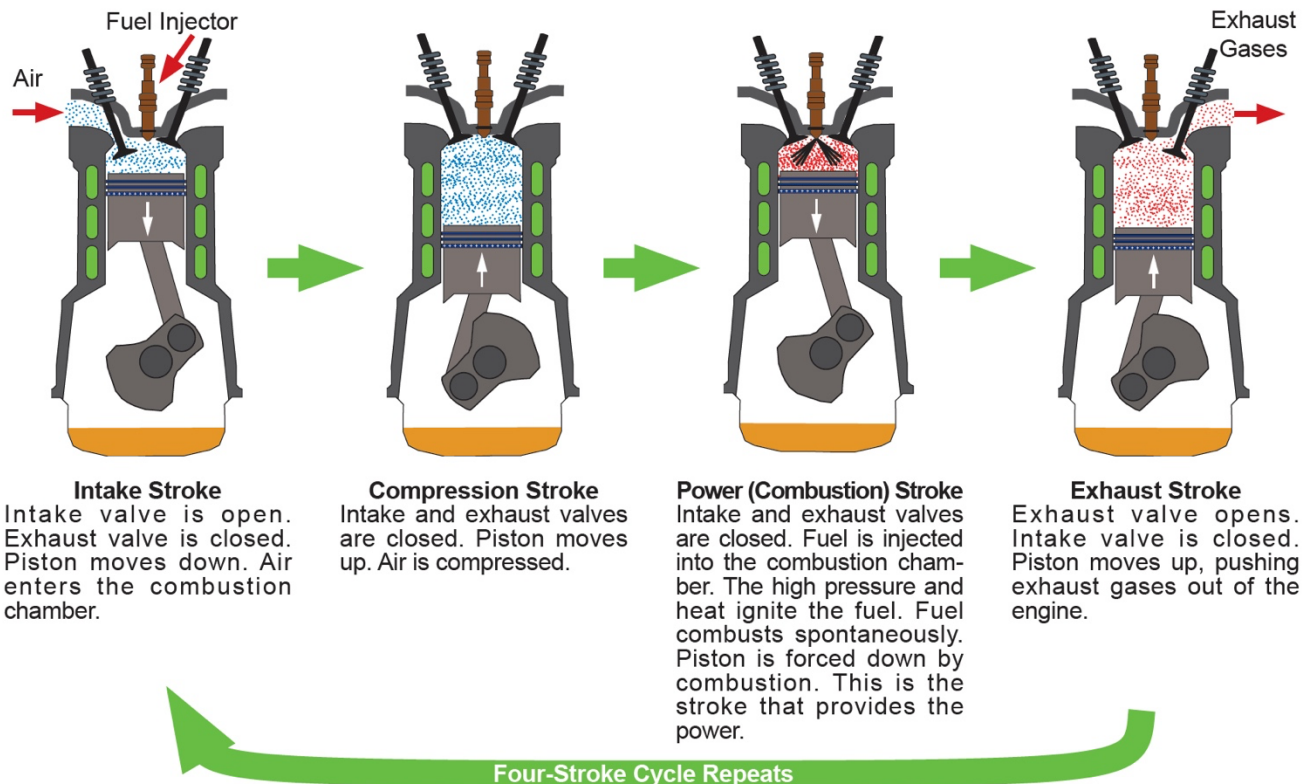 Fuel Injector
Air
Exhaust
Gases
Intake Stroke
Intake valve is open.
Exhaust valve is closed.
Piston moves down. Air
enters the combustion
chamber.
Compression Stroke
Intake and exhaust valves
are closed. Piston moves
up. Air is compressed.
Power (Combustion) Stroke
Intake and exhaust valves
are closed. Fuel is injected
into the combustion cham-
ber. The high pressure and
heat ignite the fuel. Fuel
combusts spontaneously.
Piston is forced down by
combustion. This is the
stroke that provides the
power.
Exhaust Stroke
Exhaust valve opens.
Intake valve is closed.
Piston moves up, pushing
exhaust gases out of the
engine.
Four-Stroke Cycle Repeats